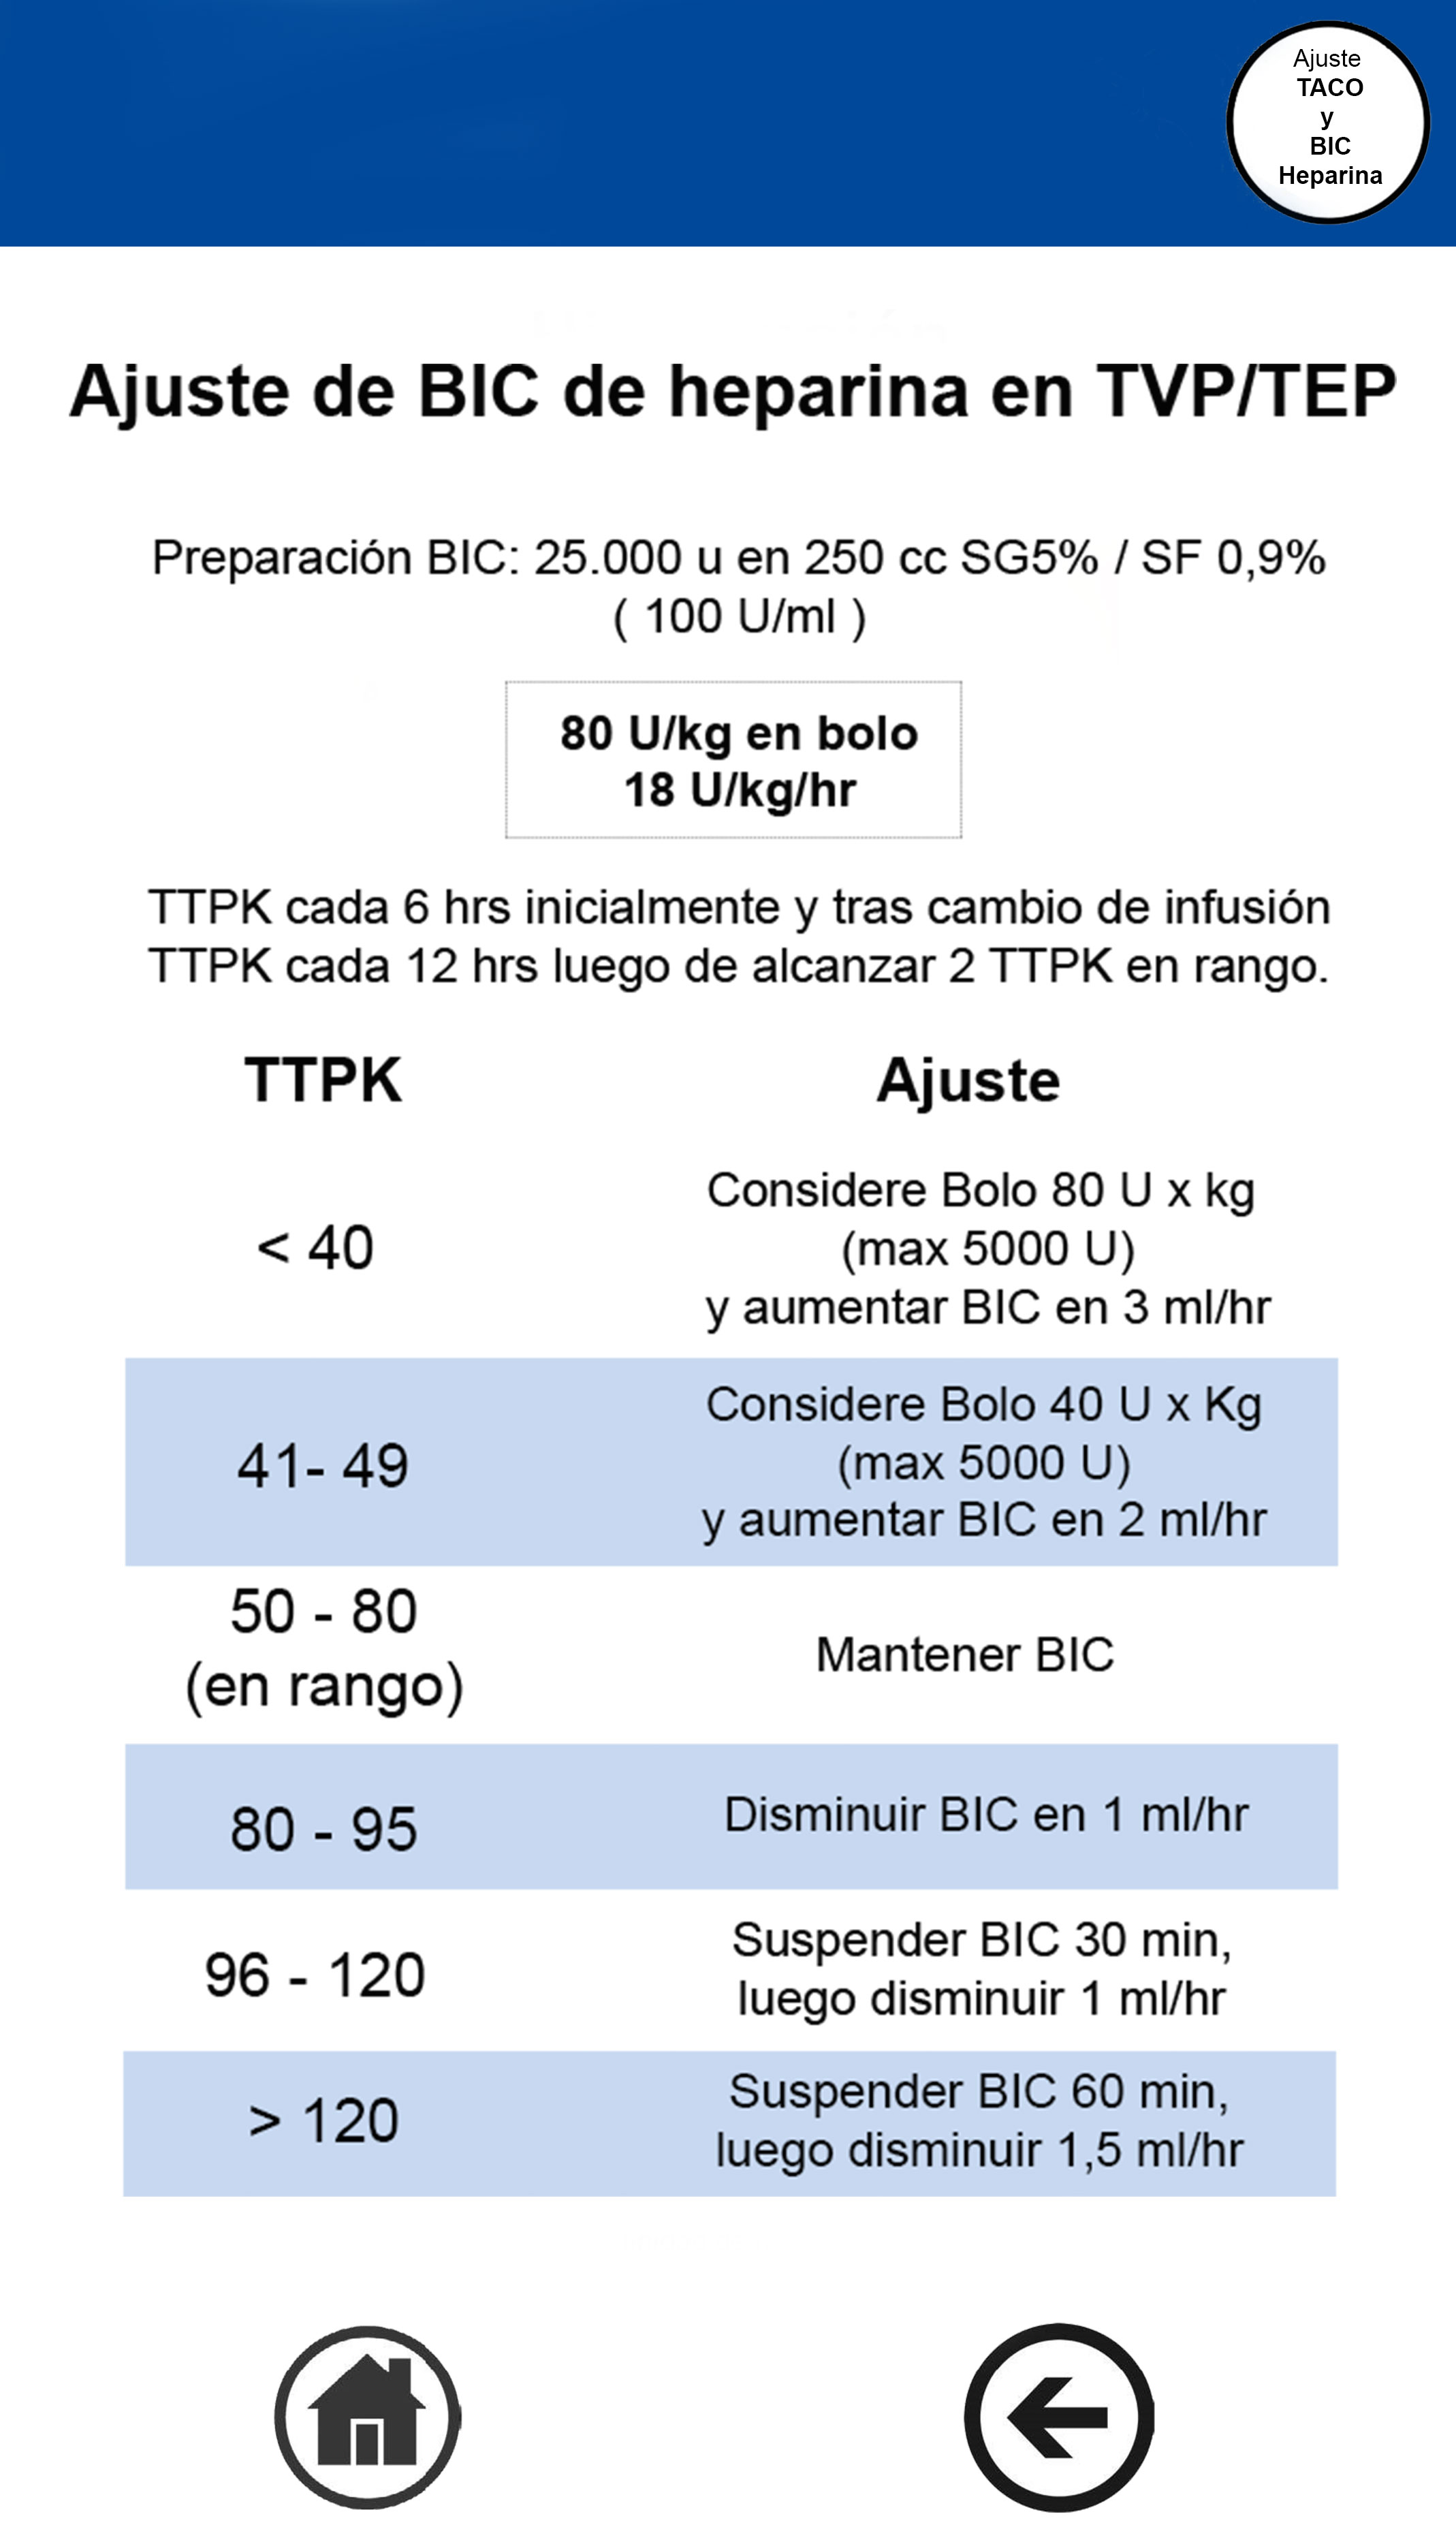 Ajuste
TACO
y
BIC
Heparina
Ajuste de BIC de heparina en TVP/TEP
Preparación BIC: 25.000 u en 250 cc SG5% / SF 0,9%
( 100 U/ml )
80 U/kg en bolo
18 U/kg/hr
TTPK cada 6 hrs inicialmente y tras cambio de infusión
TTPK cada 12 hrs luego de alcanzar 2 TTPK en rango.
TTPK Ajuste
< 40
Considere Bolo 80 U x kg
(max 5000 U)
y aumentar BIC en 3 ml/hr
41- 49
Considere Bolo 40 U x Kg
(max 5000 U)
y aumentar BIC en 2 ml/hr
50 - 80
(en rango)
Mantener BIC
80 - 95
Disminuir BIC en 1 ml/hr
96 - 120
Suspender BIC 30 min,
luego disminuir 1 ml/hr
> 120
Suspender BIC 60 min,
luego disminuir 1,5 ml/hr